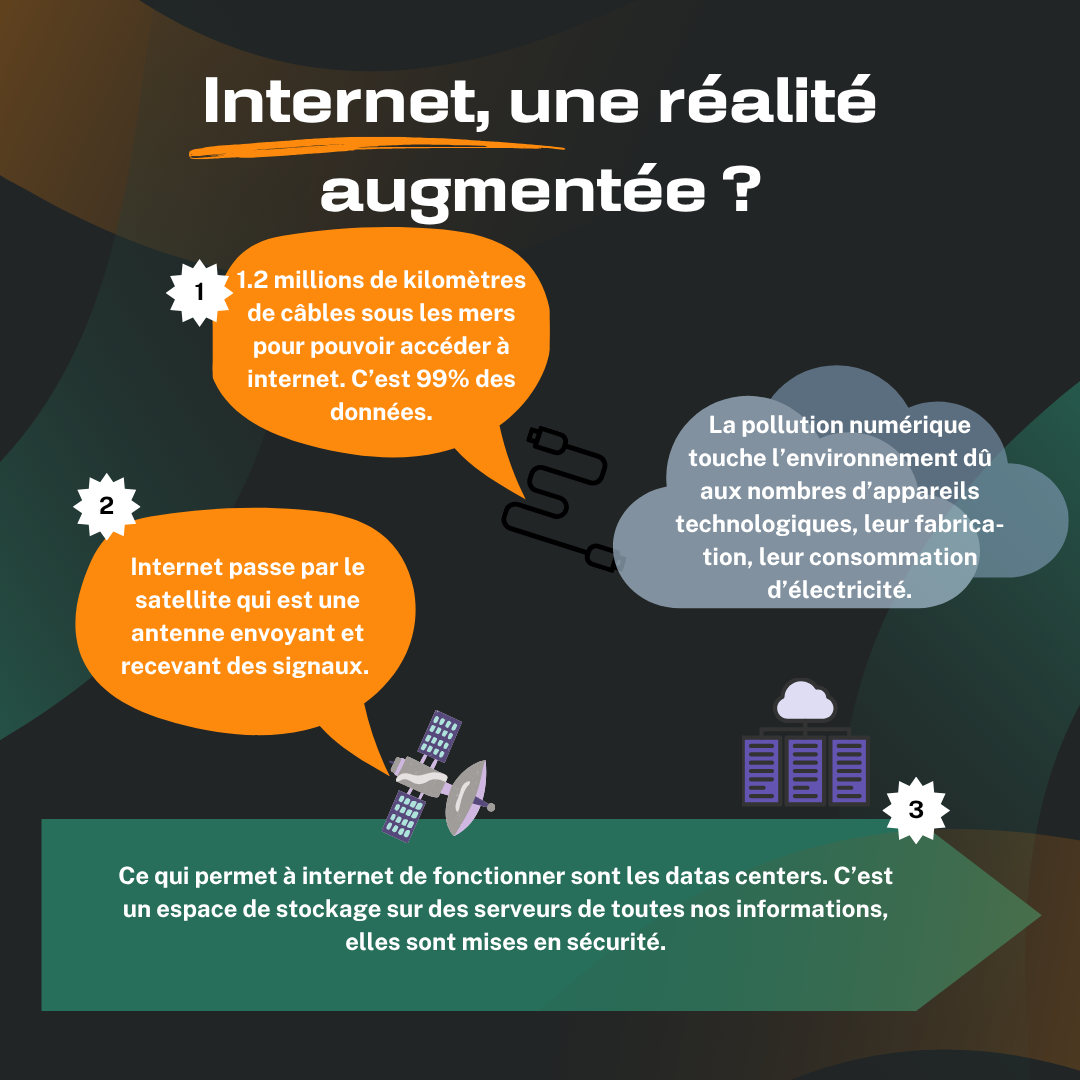 Internet, une réalité
augmentée ?
1
1.2 millions de kilomètres
de câbles sous les mers
pour pouvoir accéder à
internet. C'est 99% des
données.
La pollution numérique
touche l'environnement dû
aux nombres d'appareils
technologiques, leur fabrica-
tion, leur consommation
d'électricité.
2
Internet passe par le
satellite qui est une
antenne envoyant et
recevant des signaux.
3
Ce qui permet à internet de fonctionner sont les datas centers. C'est
un espace de stockage sur des serveurs de toutes nos informations,
elles sont mises en sécurité.